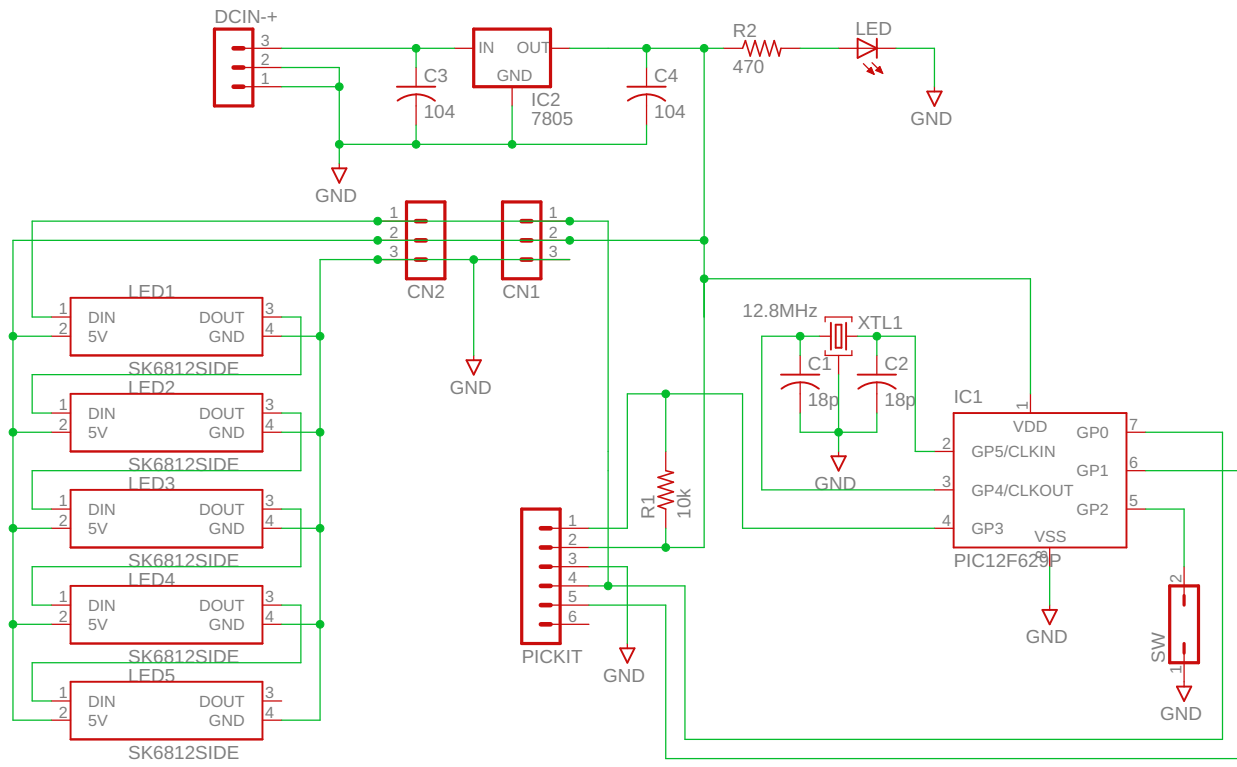 DCIN-+
3
2
1
IN
OUT
GND
IC2
7805
C3
104
C4
104
R2
470
LED
GND
GND
1
2
3
CN2
1
2
3
CN1
GND
LED1
1
2
DIN
5V
DOUT
GND
3
4
SK6812SIDE
LED2
1
2
DIN
5V
DOUT
GND
3
4
SK6812SIDE
LED3
1
2
DIN
5V
DOUT
GND
3
4
SK6812SIDE
LED4
1
2
DIN
5V
DOUT
GND
3
4
SK6812SIDE
LED5
1
2
DIN
5V
DOUT
GND
3
4
SK6812SIDE
12.8MHz
XTL1
C1
18p
C2
18p
GND
R1
10k
1
2
3
4
5
6
PICKIT
GND
IC1
1
VDD
2
GP5/CLKIN
3
GP4/CLKOUT
4
GP3
GP0
7
GP1
6
GP2
5
VSS
8
PIC12F629P
GND
2
SW
1
GND